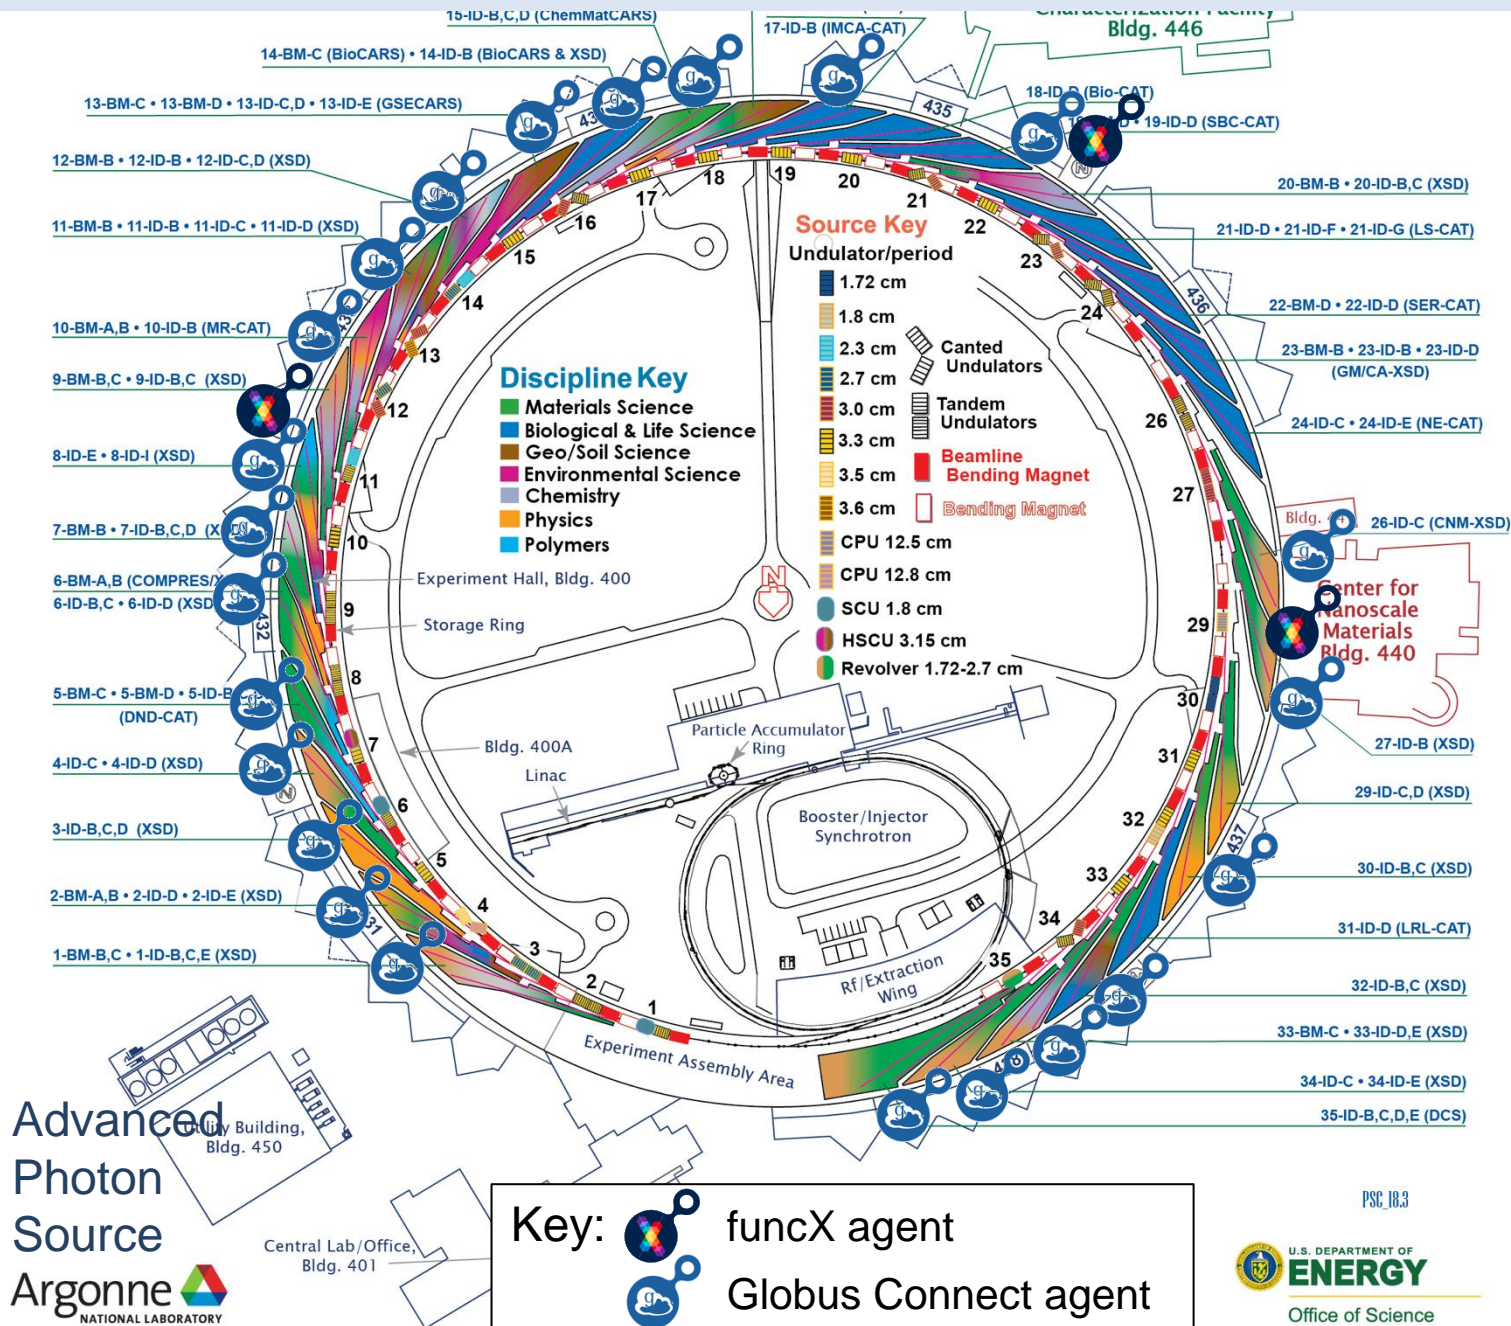 15-ID-B,C,D (ChemMatCARS)
17-ID-B (IMCA-CAT)
Characterization Facility
Bldg. 446
14-BM-C (BioCARS) • 14-ID-B (BioCARS & XSD)
13-BM-C • 13-BM-D • 13-ID-C,D • 13-ID-E (GSECARS)
12-BM-B • 12-ID-B • 12-ID-C,D (XSD)
11-BM-B • 11-ID-B • 11-ID-C • 11-ID-D (XSD)
10-BM-A,B • 10-ID-B (MR-CAT)
9-BM-B,C • 9-ID-B,C (XSD)
8-ID-E • 8-ID-I (XSD)
7-BM-B • 7-ID-B,C,D
6-BM-A,B (COMPRES/
6-ID-B,C • 6-ID-D (XSD
5-BM-C • 5-BM-D • 5-ID-B
(DND-CAT)
4-ID-C • 4-ID-D (XSD)
3-ID-B,C,D (XSD)
2-BM-A,B • 2-ID-D • 2-ID-E (XSD)
1-BM-B,C • 1-ID-B,C,E (XSD)
18-ID-D (Bio-CAT)
• 19-ID-D (SBC-CAT)
20-BM-B • 20-ID-B,C (XSD)
21-ID-D • 21-ID-F • 21-ID-G (LS-CAT)
22-BM-D • 22-ID-D (SER-CAT)
23-BM-B • 23-ID-B • 23-ID-D
(GM/CA-XSD)
24-ID-C • 24-ID-E (NE-CAT)
26-ID-C (CNM-XSD)
27-ID-B (XSD)
29-ID-C,D (XSD)
30-ID-B,C (XSD)
31-ID-D (LRL-CAT)
32-ID-B,C (XSD)
33-BM-C • 33-ID-D,E (XSD)
34-ID-C • 34-ID-E (XSD)
35-ID-B,C,D,E (DCS)
435
436
437
432
Center for
Nanoscale
Materials
Bldg. 440
1
2
3
4
5
6
7
8
9
10
11
12
13
14
15
16
17
18
19
20
21
22
23
24
26
27
29
30
31
32
33
34
35
Source Key
Undulator/period
1.72 cm
1.8 cm
2.3 cm
2.7 cm
3.0 cm
3.3 cm
3.5 cm
3.6 cm
CPU 12.5 cm
CPU 12.8 cm
SCU 1.8 cm
HSCU 3.15 cm
Revolver 1.72-2.7 cm
Canted
Undulators
Tandem
Undulators
Beamline
Bending Magnet
Bending Magnet
Discipline Key
Materials Science
Biological & Life Science
Geo/Soil Science
Environmental Science
Chemistry
Physics
Polymers
N
Experiment Hall, Bldg. 400
Storage Ring
Bldg. 400A
Linac
Particle Accumulator
Ring
Booster/Injector
Synchrotron
Rf/Extraction
Wing
Experiment Assembly Area
Advanced
Photon
Source
Utility Building,
Bldg. 450
Central Lab/Office,
Bldg. 401
Argonne
NATIONAL LABORATORY
Key:
funcX agent
Globus Connect agent
PSC_18.3
U.S. DEPARTMENT OF
ENERGY
Office of Science